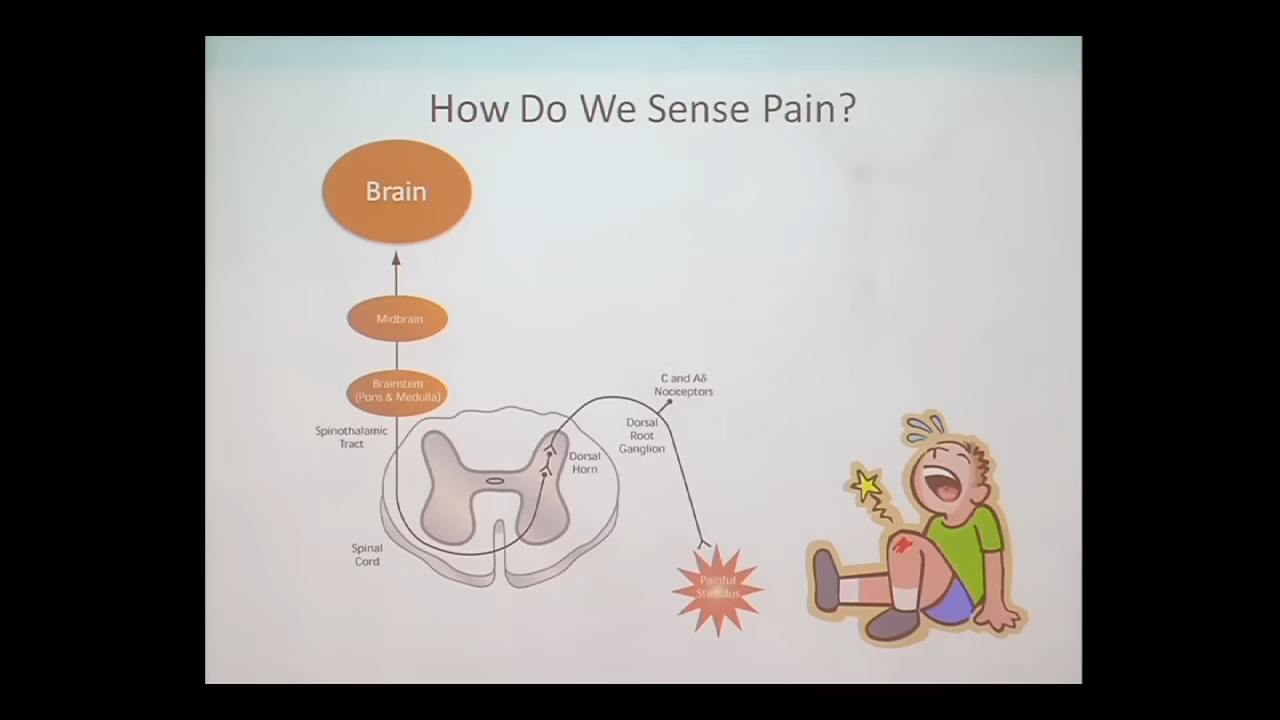 How Do We Sense Pain?
Brain
Midbrain
Brainstem
(Pons & Medulla)
Spinothalamic
Tract
C and Aδ
Nociceptors
Dorsal
Root
Ganglion
Dorsal
Horn
Spinal
Cord
Painful
Stimulus